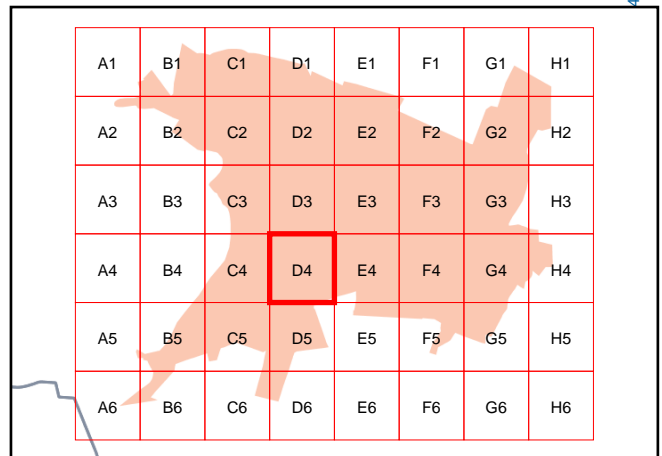 A1 B1 C1 D1 E1 F1 G1 H1
A2 B2 C2 D2 E2 F2 G2 H2
A3 B3 C3 D3 E3 F3 G3 H3
A4 B4 C4 D4 E4 F4 G4 H4
A5 B5 C5 D5 E5 F5 G5 H5
A6 B6 C6 D6 E6 F6 G6 H6